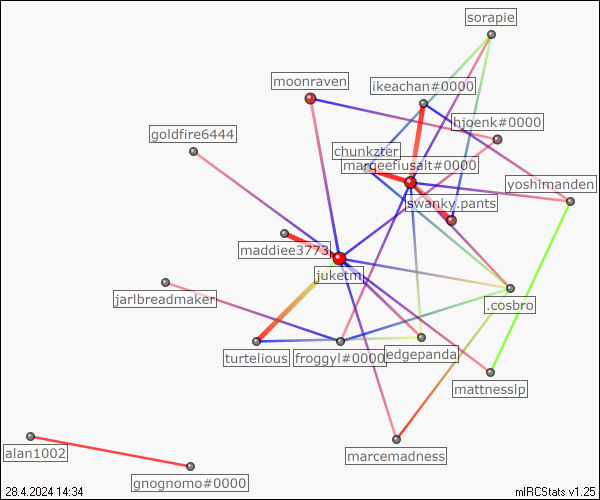 sorapie
moonraven
ikeachan#0000
hjoenk#0000
goldfire6444
chunkzter
marqeefiusalt#0000
yoshimanden
swanky.pants
maddiee3773
juketm
jarlbreadmaker
.cosbro
turtelious
froggyl#0000
edgepanda
mattnesslp
marcemadness
alan1002
gnognomo#0000
28.4.2024 14:34
mIRCStats v1.25